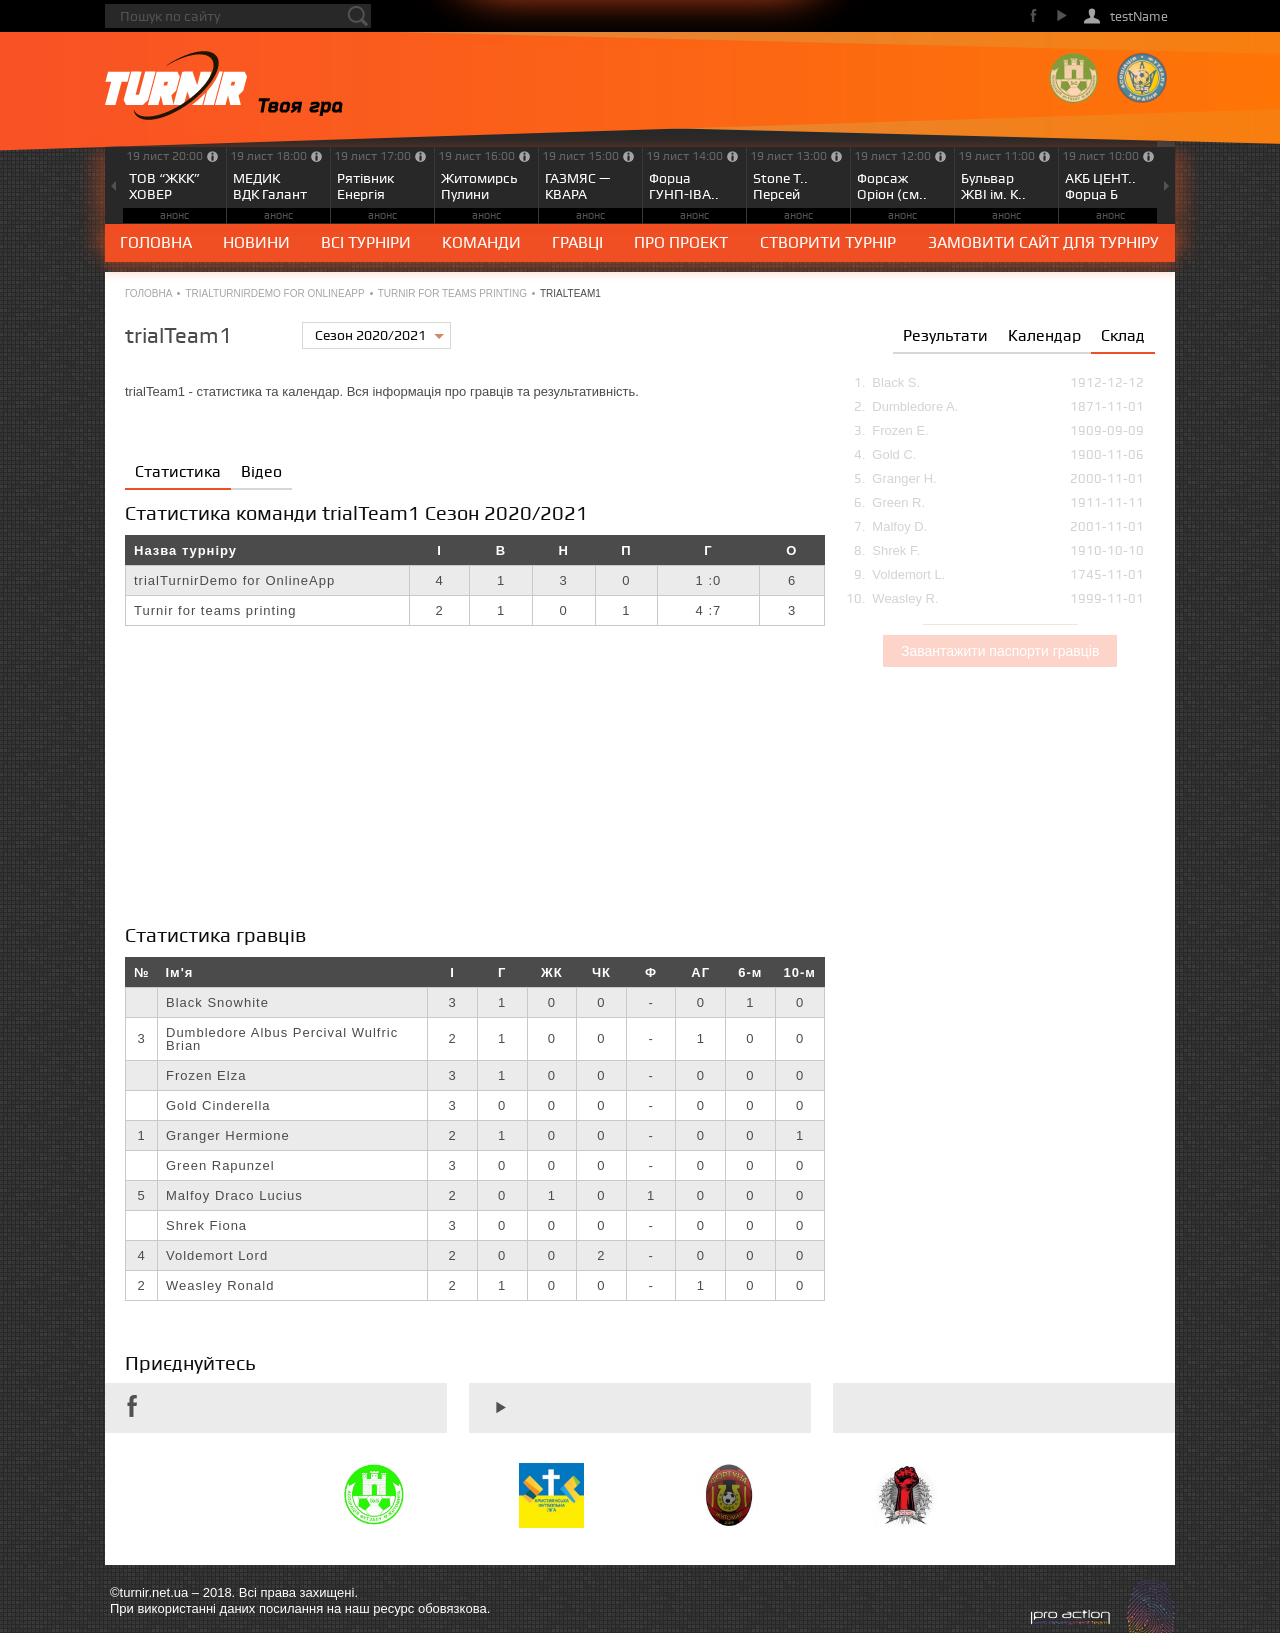 Пошук по сайту
testName
TURNIR Твоя гра
19 лист 20:00 19 лист 18:00 19 лист 17:00 19 лист 16:00 19 лист 15:00 19 лист 14:00 19 лист 13:00 19 лист 12:00 19 лист 11:00 19 лист 10:00
ТОВ “ЖКК” МЕДИК Рятівник Житомирсь ГАЗМЯС — Форца Stone T.. Форсаж Бульвар АКБ ЦЕНТ..
ХОВЕР ВДК Галант Енергія Пулини КВАРА ГУНП-ІВА.. Персей Оріон (см.. ЖВІ ім. К.. Форца Б
анонс анонс анонс анонс анонс анонс анонс анонс анонс анонс
ГОЛОВНА НОВИНИ ВСІ ТУРНІРИ КОМАНДИ ГРАВЦІ ПРО ПРОЕКТ СТВОРИТИ ТУРНІР ЗАМОВИТИ САЙТ ДЛЯ ТУРНІРУ
ГОЛОВНА • TRIALTURNIRDEMO FOR ONLINEAPP • TURNIR FOR TEAMS PRINTING • TRIALTEAM1
trialTeam1 Сезон 2020/2021
Результати Календар Склад
trialTeam1 - статистика та календар. Вся інформація про гравців та результативність.
1. Black S. 1912-12-12
2. Dumbledore A. 1871-11-01
3. Frozen E. 1909-09-09
4. Gold C. 1900-11-06
5. Granger H. 2000-11-01
6. Green R. 1911-11-11
7. Malfoy D. 2001-11-01
8. Shrek F. 1910-10-10
9. Voldemort L. 1745-11-01
10. Weasley R. 1999-11-01
Завантажити паспорти гравців
Статистика Відео
Статистика команди trialTeam1 Сезон 2020/2021
Назва турніру І В Н П Г О
trialTurnirDemo for OnlineApp 4 1 3 0 1 :0 6
Turnir for teams printing 2 1 0 1 4 :7 3
Статистика гравців
№ Ім'я І Г ЖК ЧК Ф АГ 6-м 10-м
Black Snowhite 3 1 0 0 - 0 1 0
3 Dumbledore Albus Percival Wulfric Brian 2 1 0 0 - 1 0 0
Frozen Elza 3 1 0 0 - 0 0 0
Gold Cinderella 3 0 0 0 - 0 0 0
1 Granger Hermione 2 1 0 0 - 0 0 1
Green Rapunzel 3 0 0 0 - 0 0 0
5 Malfoy Draco Lucius 2 0 1 0 1 0 0 0
Shrek Fiona 3 0 0 0 - 0 0 0
4 Voldemort Lord 2 0 0 2 - 0 0 0
2 Weasley Ronald 2 1 0 0 - 1 0 0
Приєднуйтесь
©turnir.net.ua – 2018. Всі права захищені.
При використанні даних посилання на наш ресурс обовязкова.
pro action